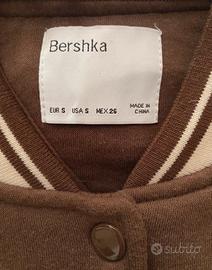 Bershka
EUR S USA S MEX 26
MADE IN
CHINA
subito